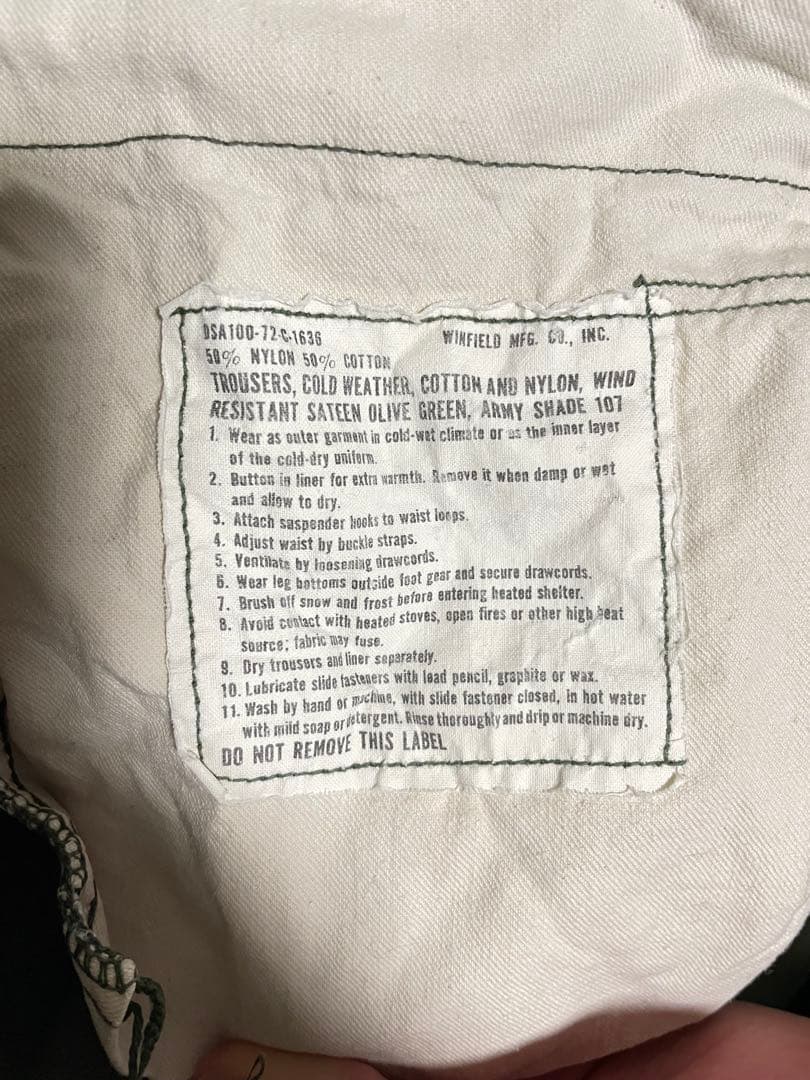 DSA100-72-C-1636 WINFIELD MFG. CO., INC.
50% NYLON 50% COTTON
TROUSERS, COLD WEATHER, COTTON AND NYLON, WIND
RESISTANT SATEEN OLIVE GREEN, ARMY SHADE 107
1. Wear as outer garment in cold-wet climate or as the inner layer
of the cold-dry uniform.
2. Button in liner for extra warmth. Remove it when damp or wet
and allow to dry.
3. Attach suspender hooks to waist loops.
4. Adjust waist by buckle straps.
5. Ventilate by loosening drawcords.
6. Wear leg bottoms outside foot gear and secure drawcords.
7. Brush off snow and frost before entering heated shelter.
8. Avoid contact with heated stoves, open fires or other high heat
source; fabric may fuse.
9. Dry trousers and liner separately.
10. Lubricate slide fasteners with lead pencil, graphite or wax.
11. Wash by hand or machine, with slide fastener closed, in hot water
with mild soap or detergent. Rinse thoroughly and drip or machine dry.
DO NOT REMOVE THIS LABEL